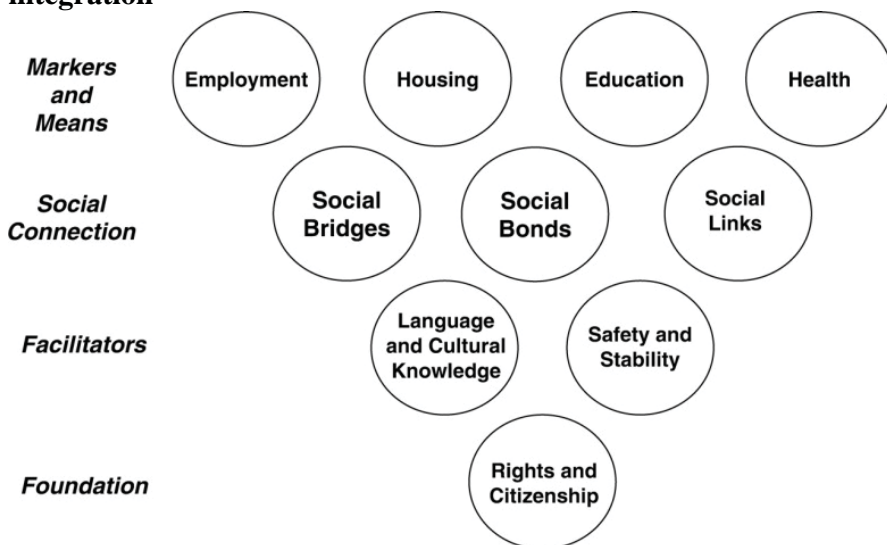 integration
Markers
and
Means
Employment
Housing
Education
Health
Social
Connection
Social
Bridges
Social
Bonds
Social
Links
Facilitators
Language
and Cultural
Knowledge
Safety and
Stability
Foundation
Rights and
Citizenship